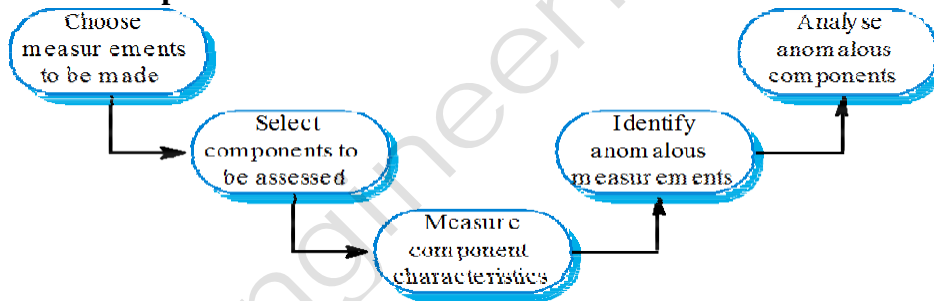 Choose
measurements
to be made
Select
components to
be assessed
Measure
component
characteristics
Identify
anomalous
measurements
Analyse
anomalous
components